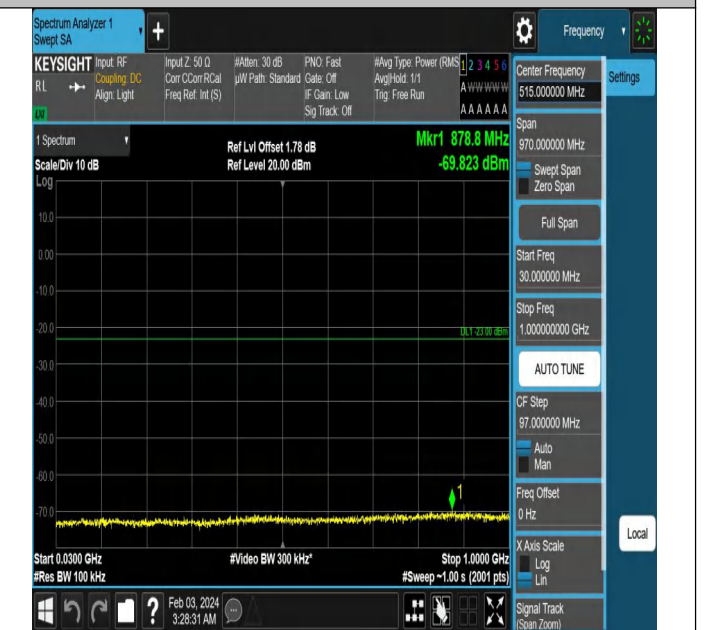 Spectrum Analyzer 1
Swept SA
+
Frequency
KEYSIGHT
RL
LXI
Input: RF
Coupling: DC
Align: Light
Input Z: 50 Ω
Corr CCorr RCal
Freq Ref: Int (S)
#Atten: 30 dB
µW Path: Standard
PNO: Fast
Gate: Off
IF Gain: Low
Sig Track: Off
#Avg Type: Power (RMS
Avg|Hold: 1/1
Trig: Free Run
1 2 3 4 5 6
A W W W W W
A A A A A A
Center Frequency
515.000000 MHz
Settings
Span
970.000000 MHz
Swept Span
Zero Span
Full Span
Start Freq
30.000000 MHz
Stop Freq
1.000000000 GHz
AUTO TUNE
CF Step
97.000000 MHz
Auto
Man
Freq Offset
0 Hz
X Axis Scale
Log
Lin
Signal Track
(Span Zoom)
Local
1 Spectrum
Scale/Div 10 dB
Ref Lvl Offset 1.78 dB
Ref Level 20.00 dBm
Mkr1 878.8 MHz
-69.823 dBm
Log
10.0
0.00
-10.0
-20.0
DL1 -23.00 dBm
-30.0
-40.0
-50.0
-60.0
-70.0
1
Start 0.0300 GHz
#Res BW 100 kHz
#Video BW 300 kHz*
Stop 1.0000 GHz
#Sweep ~1.00 s (2001 pts)
?
Feb 03, 2024
3:28:31 AM